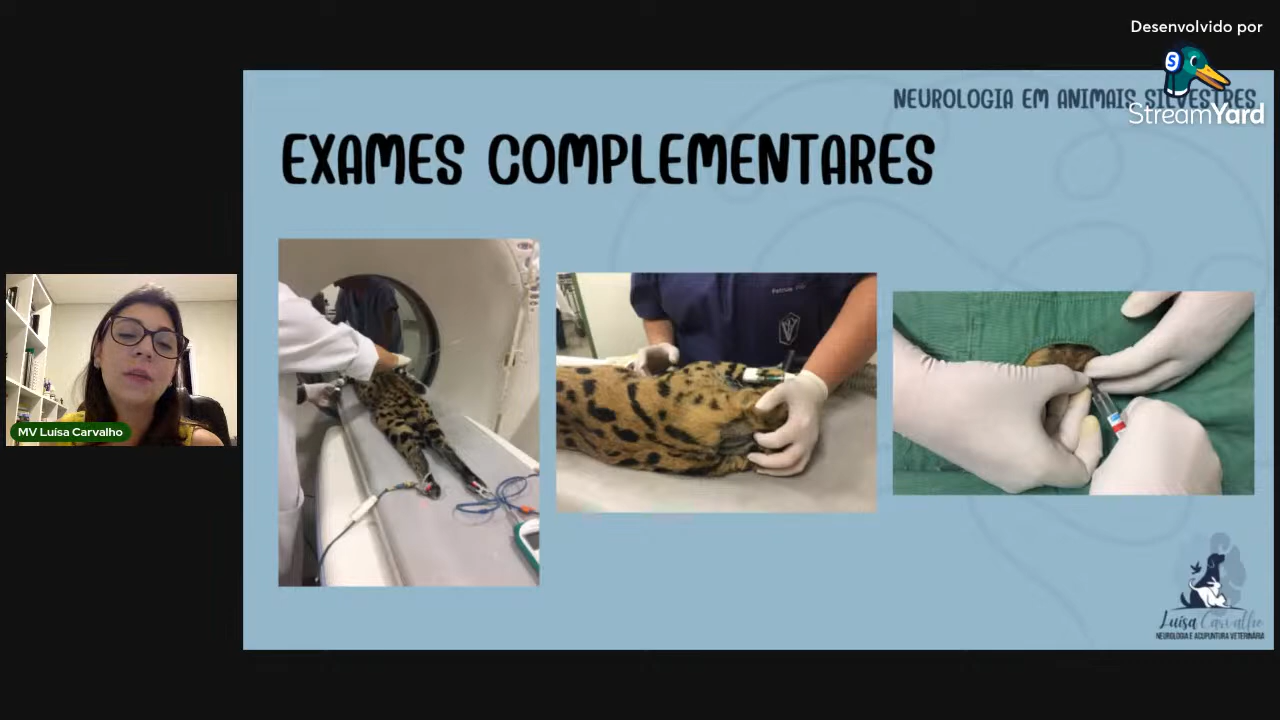 Desenvolvido por
S
StreamYard
NEUROLOGIA EM ANIMAIS SILVESTRES
EXAMES COMPLEMENTARES
MV Luísa Carvalho
Luísa Carvalho
NEUROLOGIA E ACUPUNTURA VETERINÁRIA